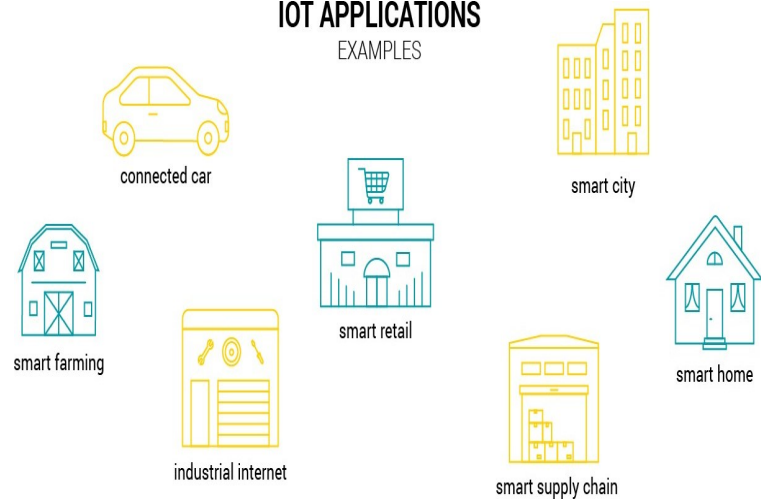 IOT APPLICATIONS
EXAMPLES
connected car
smart city
smart retail
smart farming
smart home
industrial internet
smart supply chain